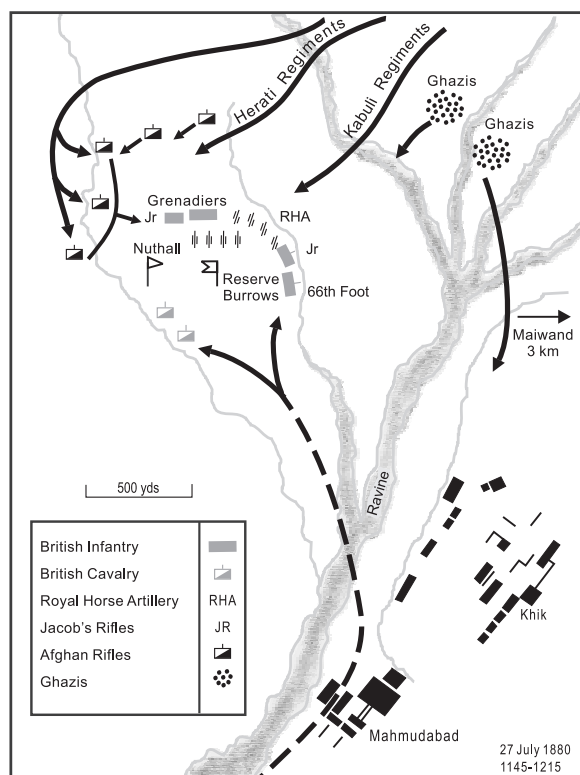 Herati Regiments
Kabuli Regiments
Ghazis
Ghazis
Grenadiers
Jr
RHA
Nuthall
Jr
Reserve
Burrows
66th Foot
Maiwand
3 km
500 yds
Ravine
British Infantry
British Cavalry
Royal Horse Artillery RHA
Jacob's Rifles JR
Afghan Rifles
Ghazis
Khik
Mahmudabad
27 July 1880
1145-1215